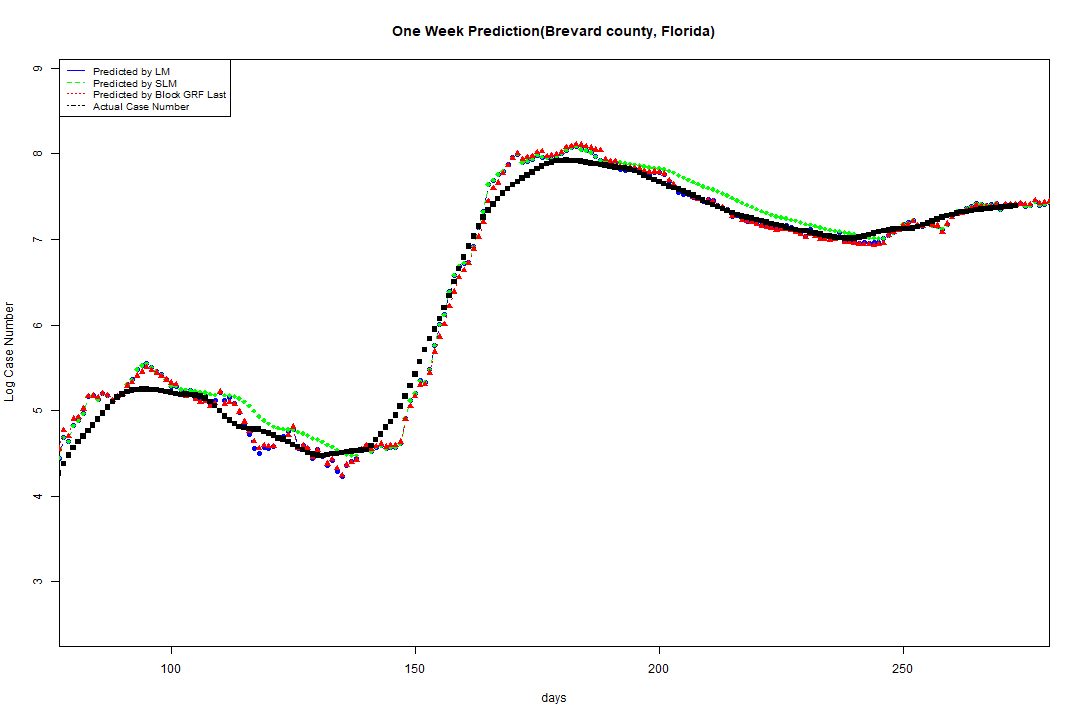 One Week Prediction(Brevard county, Florida)
Predicted by LM
Predicted by SLM
Predicted by Block GRF Last
Actual Case Number
9
8
7
6
5
4
3
Log Case Number
100 150 200 250
days